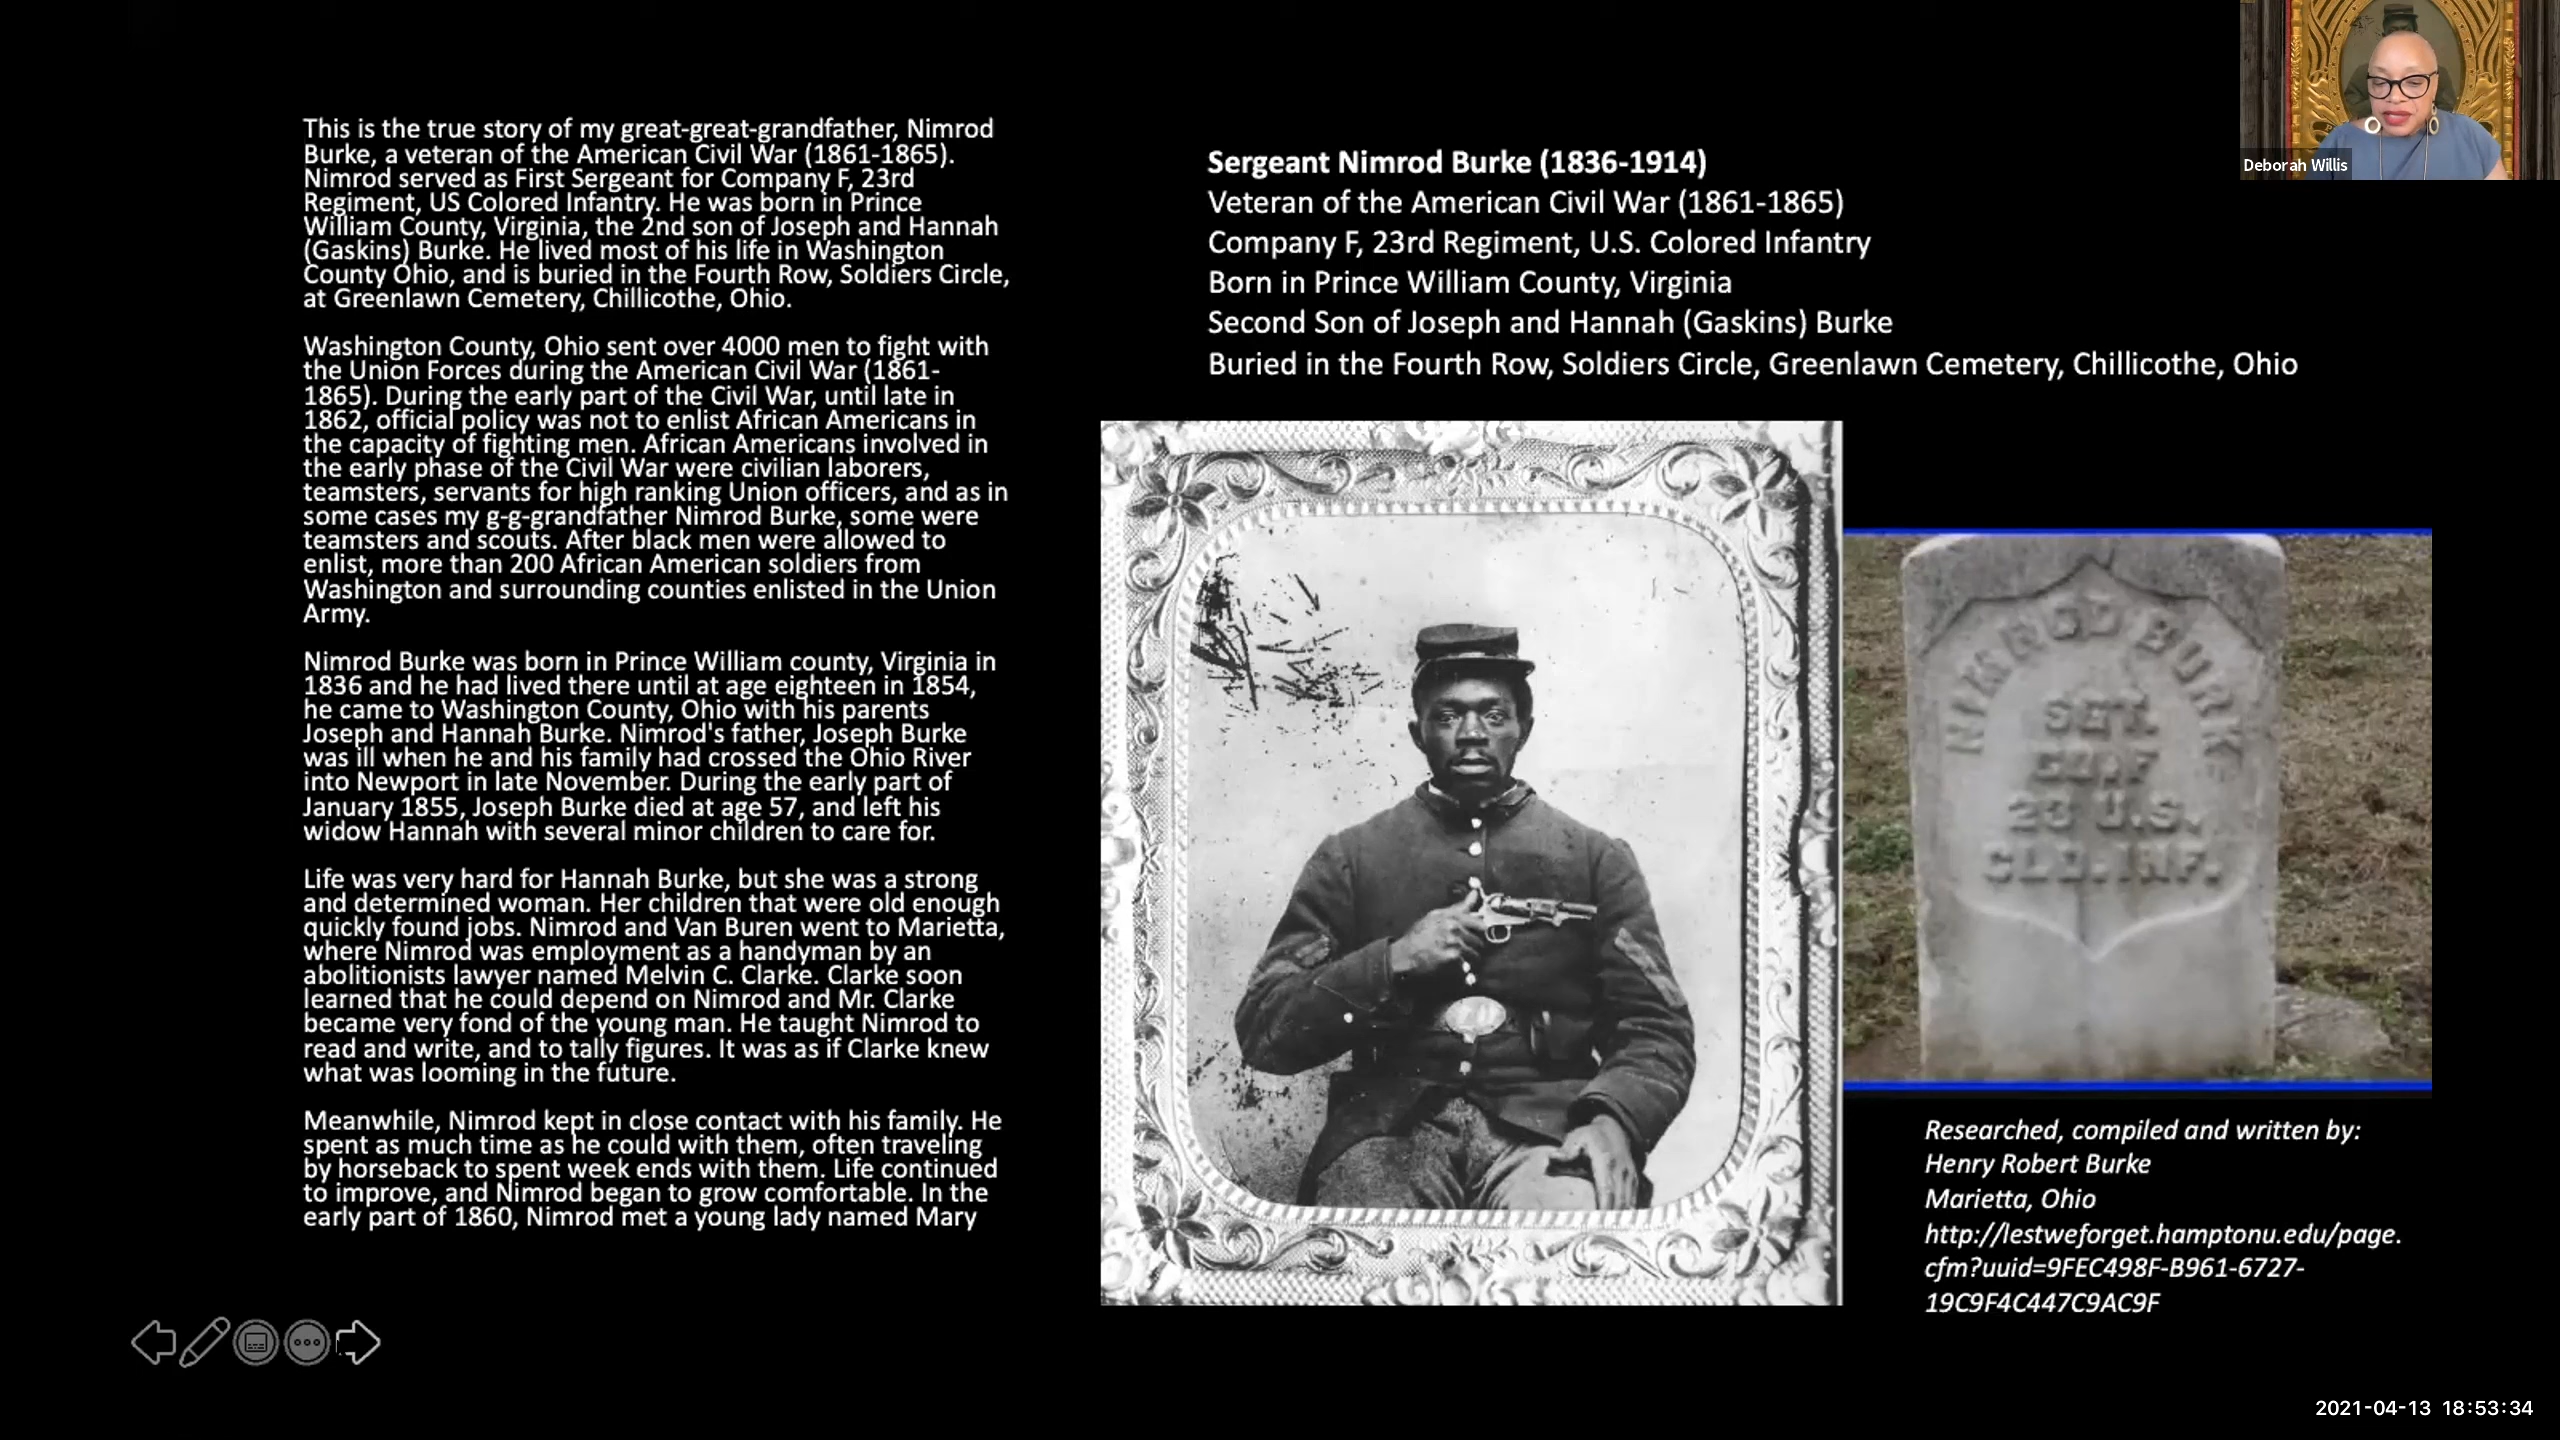 This is the true story of my great-great-grandfather, Nimrod
Burke, a veteran of the American Civil War (1861-1865).
Nimrod served as First Sergeant for Company F, 23rd
Regiment, US Colored Infantry. He was born in Prince
William County, Virginia, the 2nd son of Joseph and Hannah
(Gaskins) Burke. He lived most of his life in Washington
County Ohio, and is buried in the Fourth Row, Soldiers Circle,
at Greenlawn Cemetery, Chillicothe, Ohio.
Washington County, Ohio sent over 4000 men to fight with
the Union Forces during the American Civil War (1861-
1865). During the early part of the Civil War, until late in
1862, official policy was not to enlist African Americans in
the capacity of fighting men. African Americans involved in
the early phase of the Civil War were civilian laborers,
teamsters, servants for high ranking Union officers, and as in
some cases my g-g-grandfather Nimrod Burke, some were
teamsters and scouts. After black men were allowed to
enlist, more than 200 African American soldiers from
Washington and surrounding counties enlisted in the Union
Army.
Nimrod Burke was born in Prince William county, Virginia in
1836 and he had lived there until at age eighteen in 1854,
he came to Washington County, Ohio with his parents
Joseph and Hannah Burke. Nimrod's father, Joseph Burke
was ill when he and his family had crossed the Ohio River
into Newport in late November. During the early part of
January 1855, Joseph Burke died at age 57, and left his
widow Hannah with several minor children to care for.
Life was very hard for Hannah Burke, but she was a strong
and determined woman. Her children that were old enough
quickly found jobs. Nimrod and Van Buren went to Marietta,
where Nimrod was employment as a handyman by an
abolitionists lawyer named Melvin C. Clarke. Clarke soon
learned that he could depend on Nimrod and Mr. Clarke
became very fond of the young man. He taught Nimrod to
read and write, and to tally figures. It was as if Clarke knew
what was looming in the future.
Meanwhile, Nimrod kept in close contact with his family. He
spent as much time as he could with them, often traveling
by horseback to spent week ends with them. Life continued
to improve, and Nimrod began to grow comfortable. In the
early part of 1860, Nimrod met a young lady named Mary
Sergeant Nimrod Burke (1836-1914)
Veteran of the American Civil War (1861-1865)
Company F, 23rd Regiment, U.S. Colored Infantry
Born in Prince William County, Virginia
Second Son of Joseph and Hannah (Gaskins) Burke
Buried in the Fourth Row, Soldiers Circle, Greenlawn Cemetery, Chillicothe, Ohio
Deborah Willis
NIMROD BURK
SGT.
CO. F
23 U.S.
CLD. INF.
Researched, compiled and written by:
Henry Robert Burke
Marietta, Ohio
http://lestweforget.hamptonu.edu/page.
cfm?uuid=9FEC498F-B961-6727-
19C9F4C447C9AC9F
2021-04-13 18:53:34